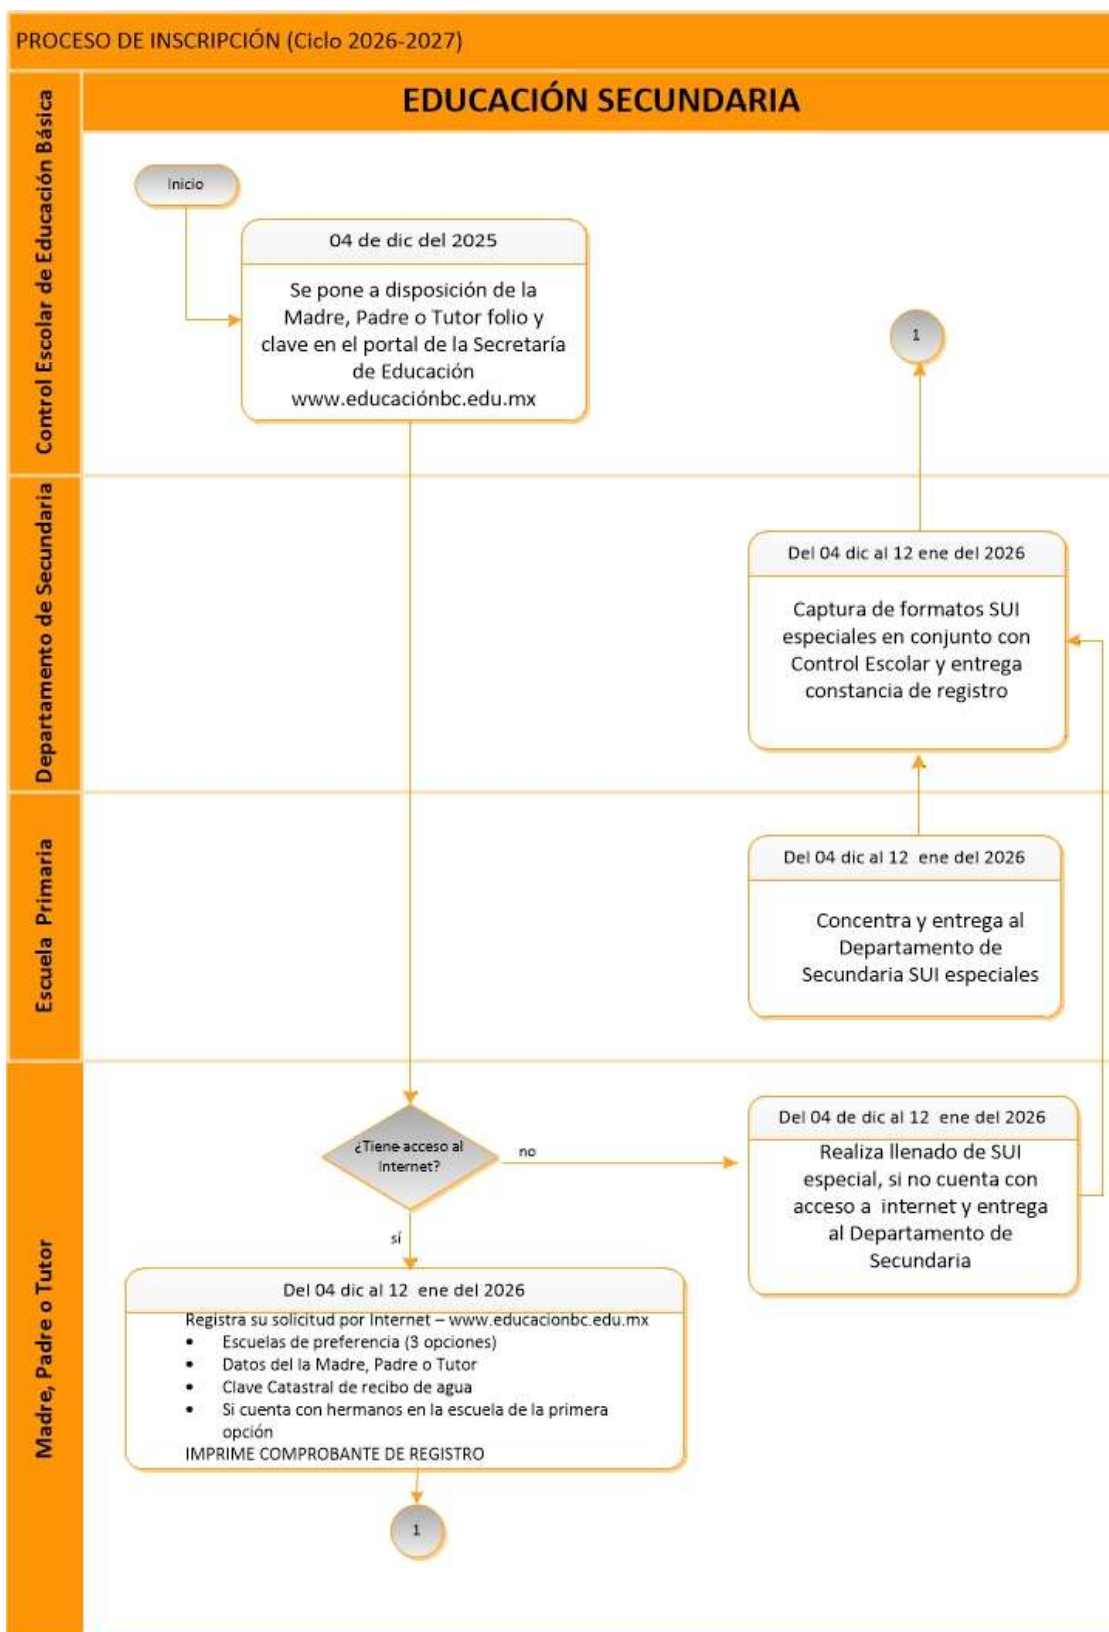 PROCESO DE INSCRIPCIÓN (Ciclo 2026-2027)
EDUCACIÓN SECUNDARIA
Control Escolar de Educación Básica
Inicio
04 de dic del 2025
Se pone a disposición de la
Madre, Padre o Tutor folio y
clave en el portal de la Secretaría
de Educación
www.educaciónbc.edu.mx
1
Departamento de Secundaria
Del 04 dic al 12 ene del 2026
Captura de formatos SUI
especiales en conjunto con
Control Escolar y entrega
constancia de registro
Escuela Primaria
Del 04 dic al 12 ene del 2026
Concentra y entrega al
Departamento de
Secundaria SUI especiales
Madre, Padre o Tutor
¿Tiene acceso al
Internet?
no
sí
Del 04 de dic al 12 ene del 2026
Realiza llenado de SUI
especial, si no cuenta con
acceso a internet y entrega
al Departamento de
Secundaria
Del 04 dic al 12 ene del 2026
Registra su solicitud por Internet – www.educacionbc.edu.mx
• Escuelas de preferencia (3 opciones)
• Datos del la Madre, Padre o Tutor
• Clave Catastral de recibo de agua
• Si cuenta con hermanos en la escuela de la primera
opción
IMPRIME COMPROBANTE DE REGISTRO
1